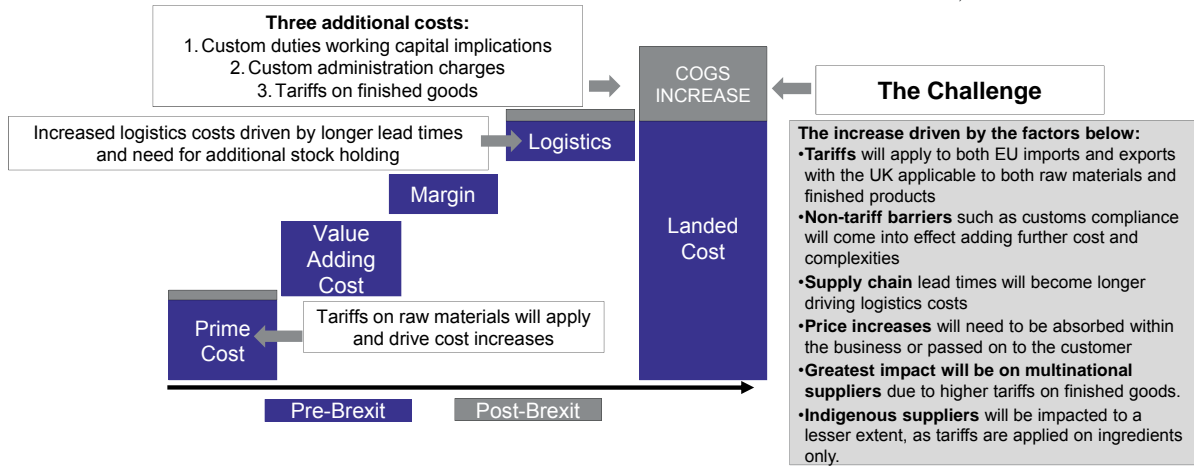 Three additional costs:
1. Custom duties working capital implications
2. Custom administration charges
3. Tariffs on finished goods
COGS
INCREASE
The Challenge
Increased logistics costs driven by longer lead times
and need for additional stock holding
Logistics
Margin
Value
Adding
Cost
Landed
Cost
Prime
Cost
Tariffs on raw materials will apply
and drive cost increases
Pre-Brexit
Post-Brexit
The increase driven by the factors below:
•Tariffs will apply to both EU imports and exports
with the UK applicable to both raw materials and
finished products
•Non-tariff barriers such as customs compliance
will come into effect adding further cost and
complexities
•Supply chain lead times will become longer
driving logistics costs
•Price increases will need to be absorbed within
the business or passed on to the customer
•Greatest impact will be on multinational
suppliers due to higher tariffs on finished goods.
•Indigenous suppliers will be impacted to a
lesser extent, as tariffs are applied on ingredients
only.